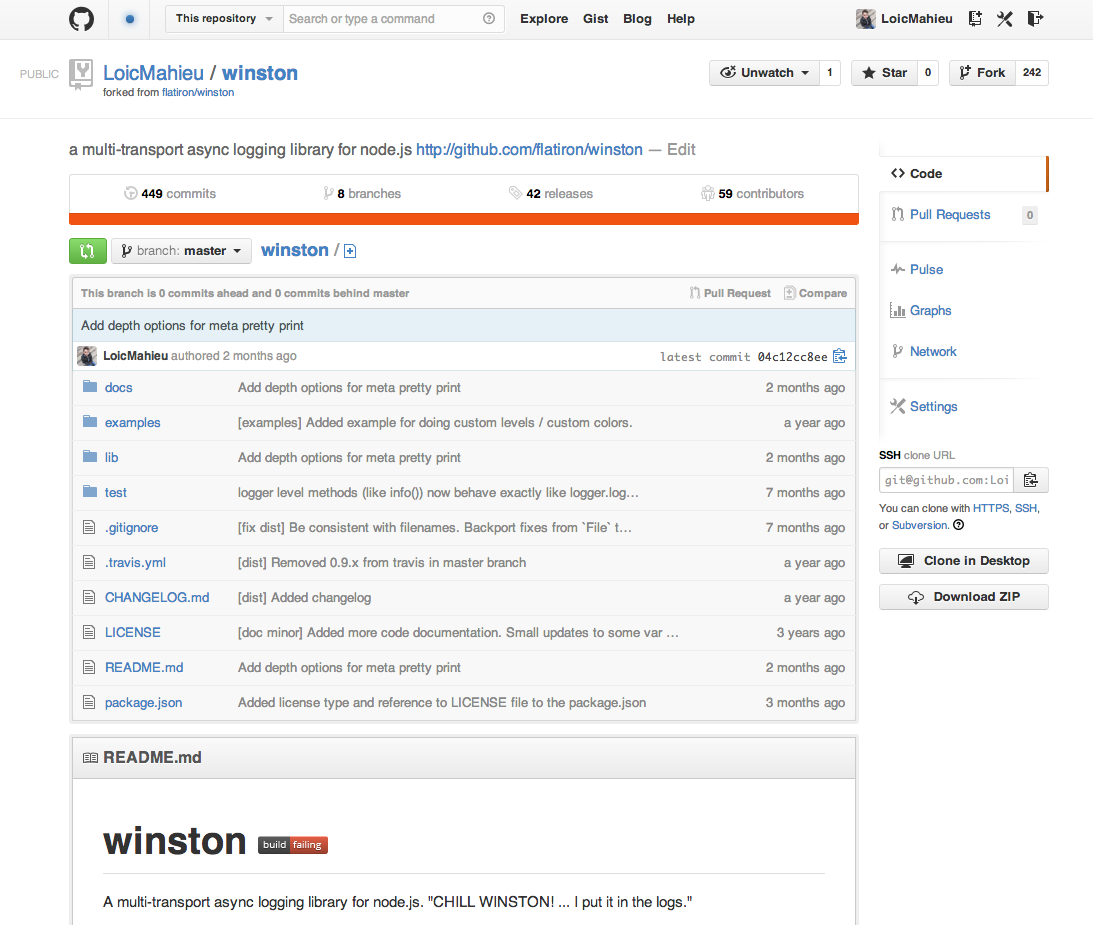 This repository Search or type a command Explore Gist Blog Help LoicMahieu
PUBLIC LoicMahieu / winston Unwatch 1 Star 0 Fork 242
forked from flatiron/winston
a multi-transport async logging library for node.js http://github.com/flatiron/winston — Edit
449 commits 8 branches 42 releases 59 contributors
branch: master winston /
This branch is 0 commits ahead and 0 commits behind master Pull Request Compare
Add depth options for meta pretty print
LoicMahieu authored 2 months ago latest commit 04c12cc8ee
docs Add depth options for meta pretty print 2 months ago
examples [examples] Added example for doing custom levels / custom colors. a year ago
lib Add depth options for meta pretty print 2 months ago
test logger level methods (like info()) now behave exactly like logger.log… 7 months ago
.gitignore [fix dist] Be consistent with filenames. Backport fixes from `File` t… 7 months ago
.travis.yml [dist] Removed 0.9.x from travis in master branch a year ago
CHANGELOG.md [dist] Added changelog a year ago
LICENSE [doc minor] Added more code documentation. Small updates to some var … 3 years ago
README.md Add depth options for meta pretty print 2 months ago
package.json Added license type and reference to LICENSE file to the package.json 3 months ago
Code
Pull Requests 0
Pulse
Graphs
Network
Settings
SSH clone URL
git@github.com:Loi
You can clone with HTTPS, SSH,
or Subversion.
Clone in Desktop
Download ZIP
README.md
winston build failing
A multi-transport async logging library for node.js. "CHILL WINSTON! ... I put it in the logs."